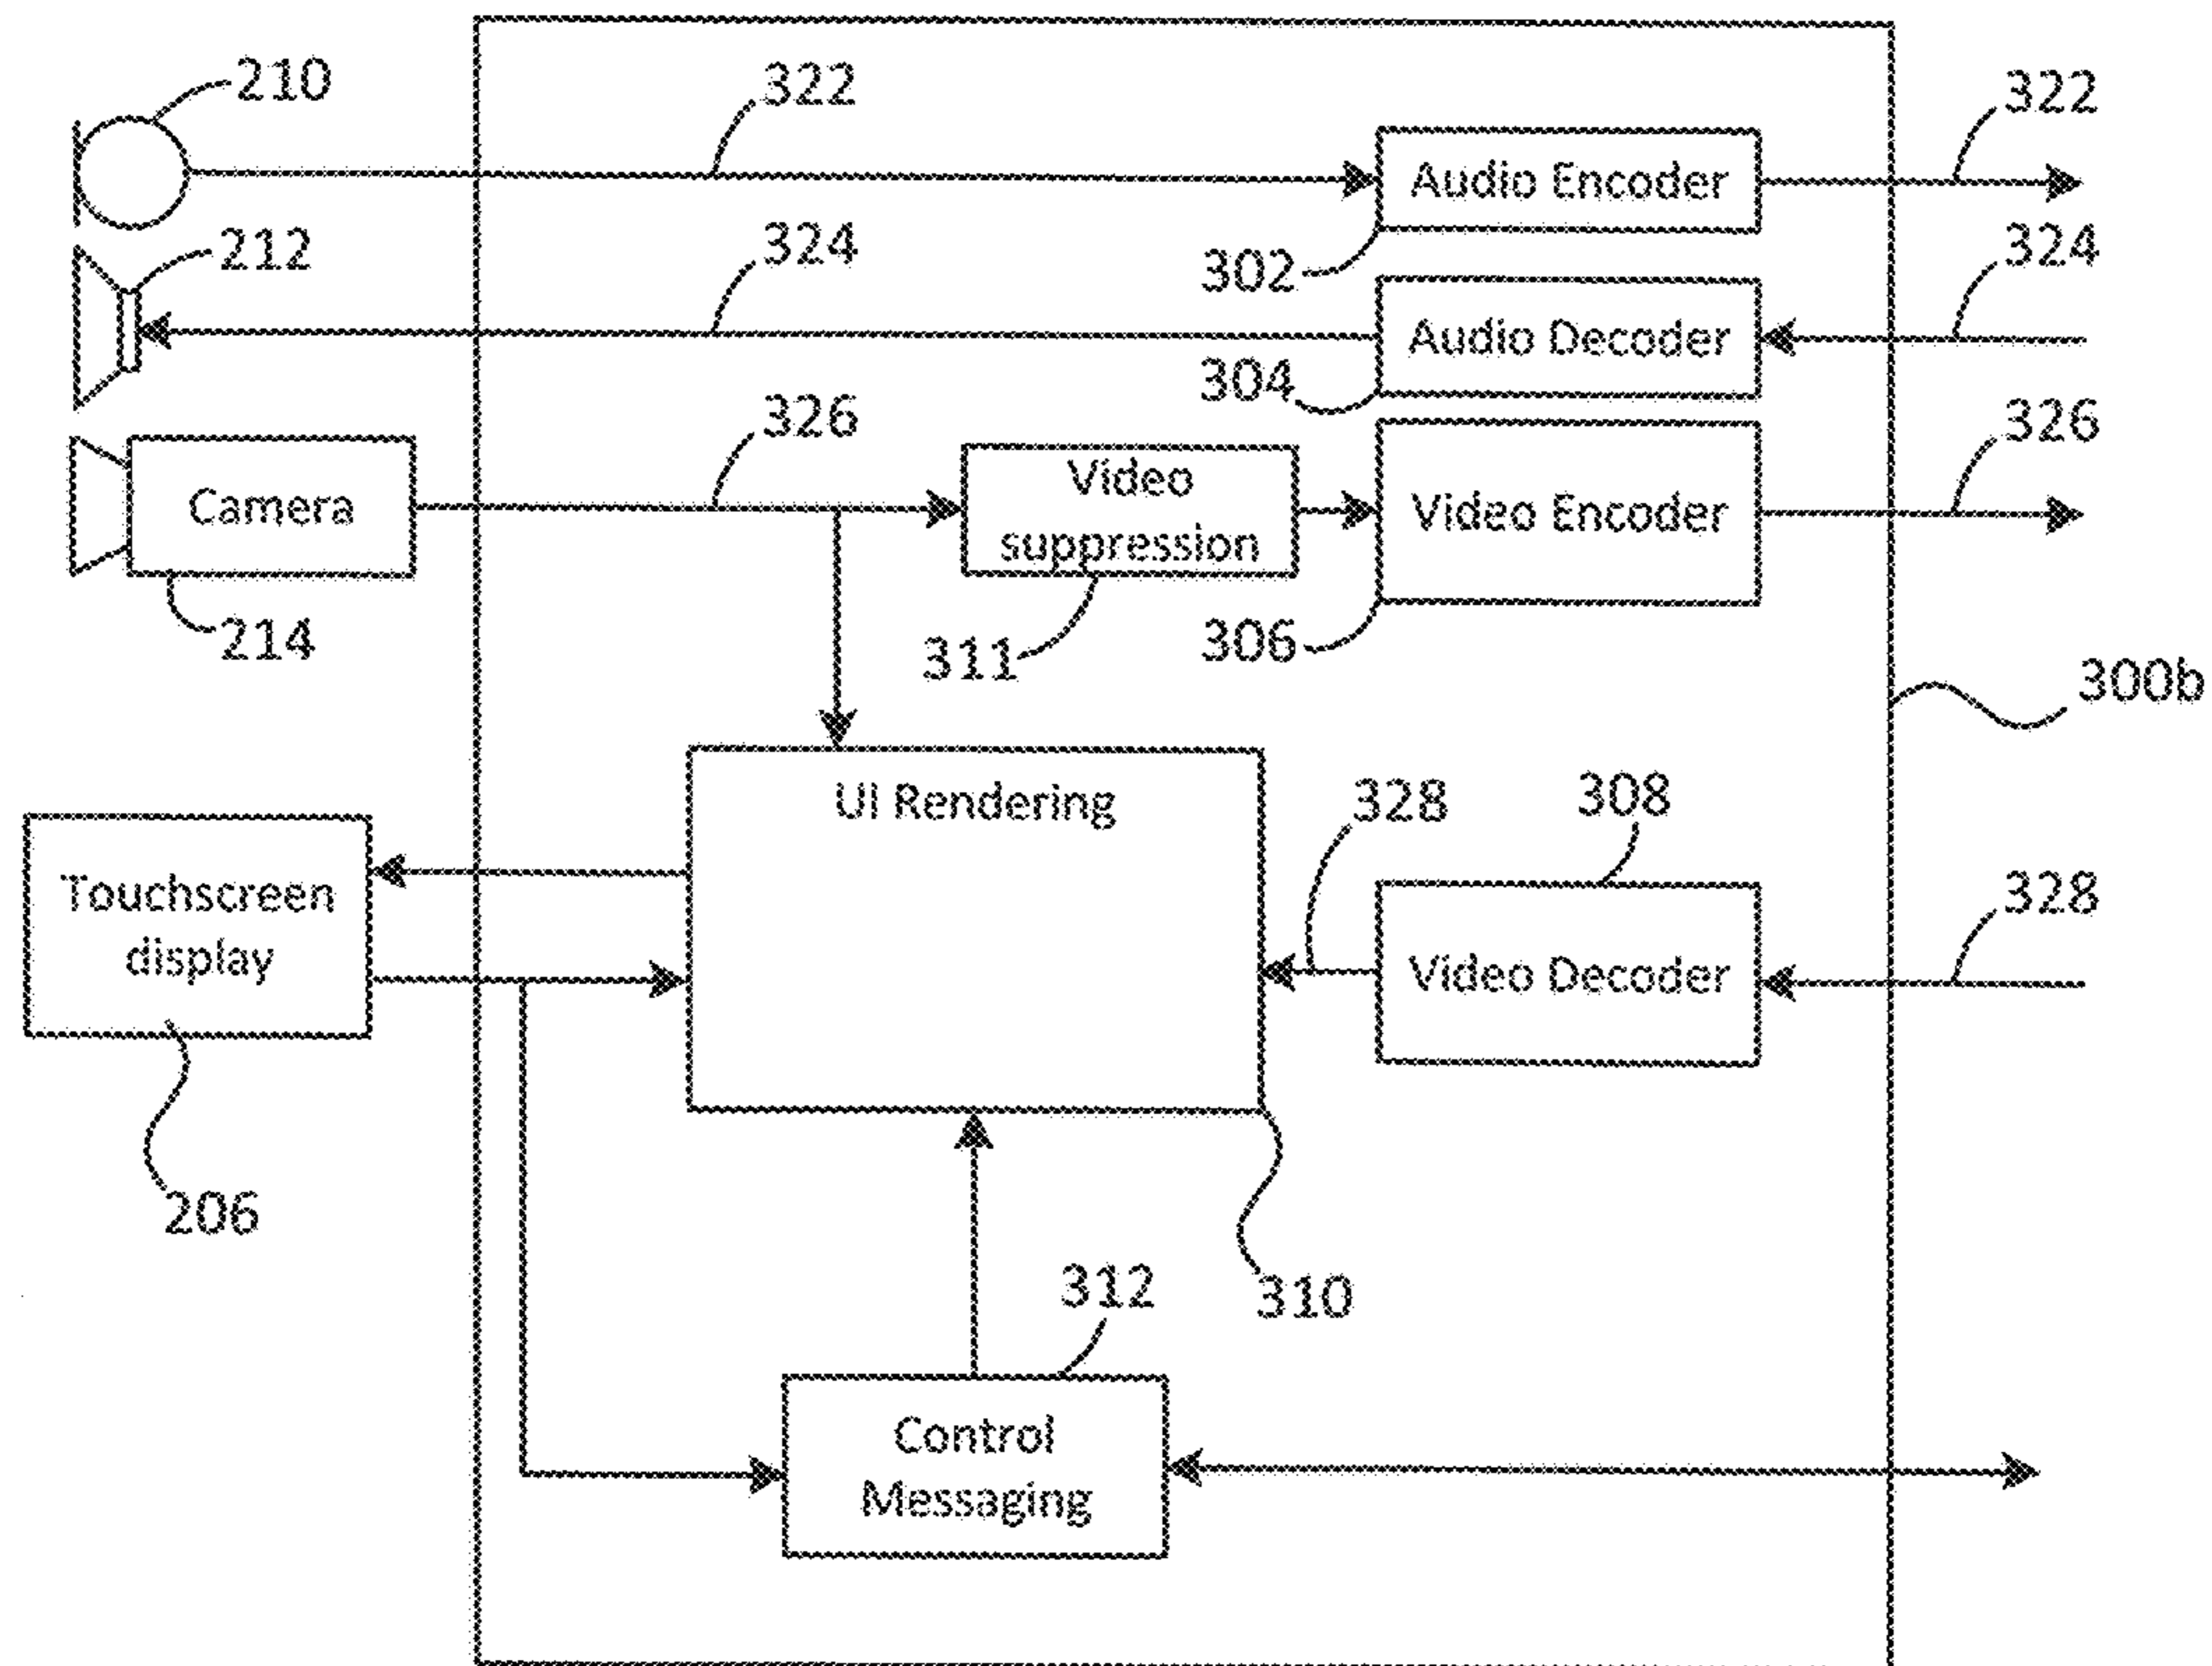 210
322
322
Audio Encoder
302
212
324
324
Audio Decoder
304
326
326
Camera
Video
suppression
Video Encoder
214
311
306
300b
UI Rendering
328
308
Touchscreen
display
328
Video Decoder
206
310
312
Control
Messaging